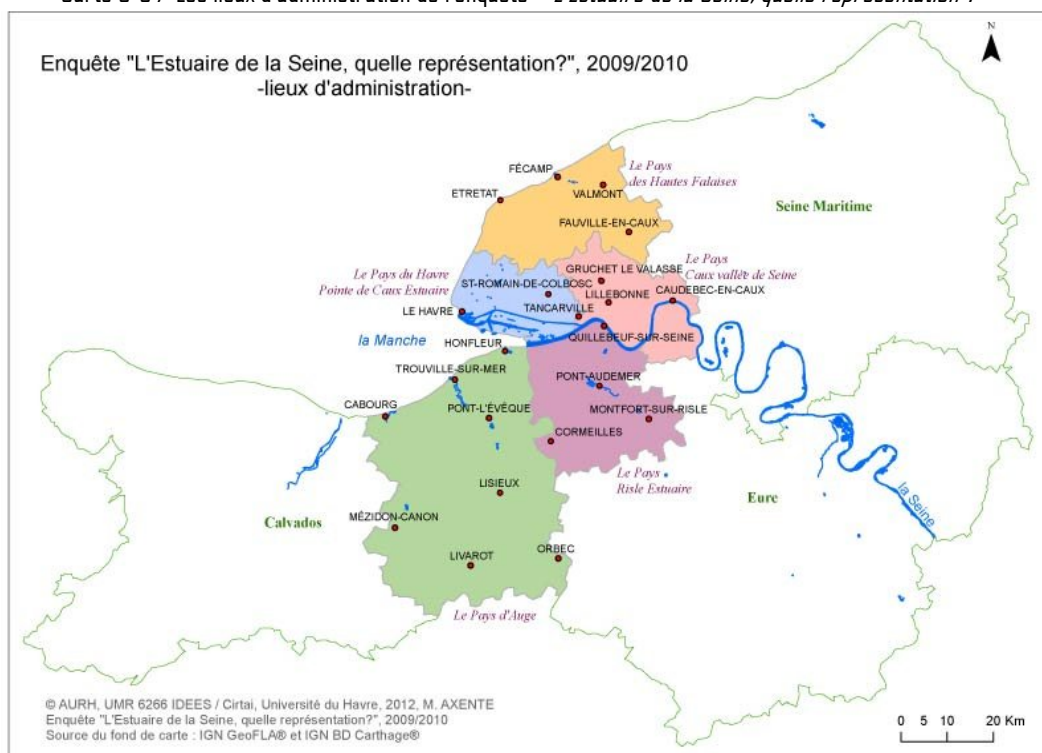 Carte 3-3 : Les lieux d'administration de l'enquête « L'Estuaire de la Seine, quelle représentation ?
Enquête "L'Estuaire de la Seine, quelle représentation?", 2009/2010
-lieux d'administration-
N
FÉCAMP
Le Pays
des Hautes Falaises
VALMONT
ETRETAT
Seine Maritime
FAUVILLE-EN-CAUX
Le Pays
Caux vallée de Seine
Le Pays du Havre
Pointe de Caux Estuaire
GRUCHET LE VALASSE
ST-ROMAIN-DE-COLBOSC
CAUDEBEC-EN-CAUX
LILLEBONNE
LE HAVRE
TANCARVILLE
la Manche
QUILLEBEUF-SUR-SEINE
HONFLEUR
TROUVILLE-SUR-MER
PONT-AUDEMER
CABOURG
PONT-L'ÉVÊQUE
MONTFORT-SUR-RISLE
CORMEILLES
Le Pays
Risle Estuaire
LISIEUX
Eure
la Seine
MÉZIDON-CANON
Calvados
LIVAROT
ORBEC
Le Pays d'Auge
© AURH, UMR 6266 IDEES / Cirtai, Université du Havre, 2012, M. AXENTE
Enquête "L'Estuaire de la Seine, quelle représentation?", 2009/2010
Source du fond de carte : IGN GeoFLA® et IGN BD Carthage®
0 5 10 20 Km